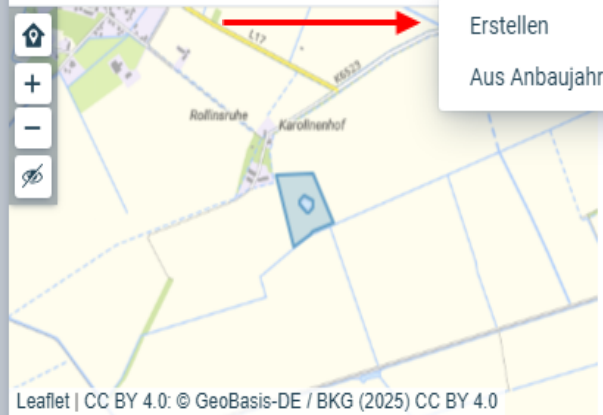 Erstellen
L17
K6529
Aus Anbaujahr
Rollinsruhe
Karolinenhof
+
−
Leaflet | CC BY 4.0: © GeoBasis-DE / BKG (2025) CC BY 4.0